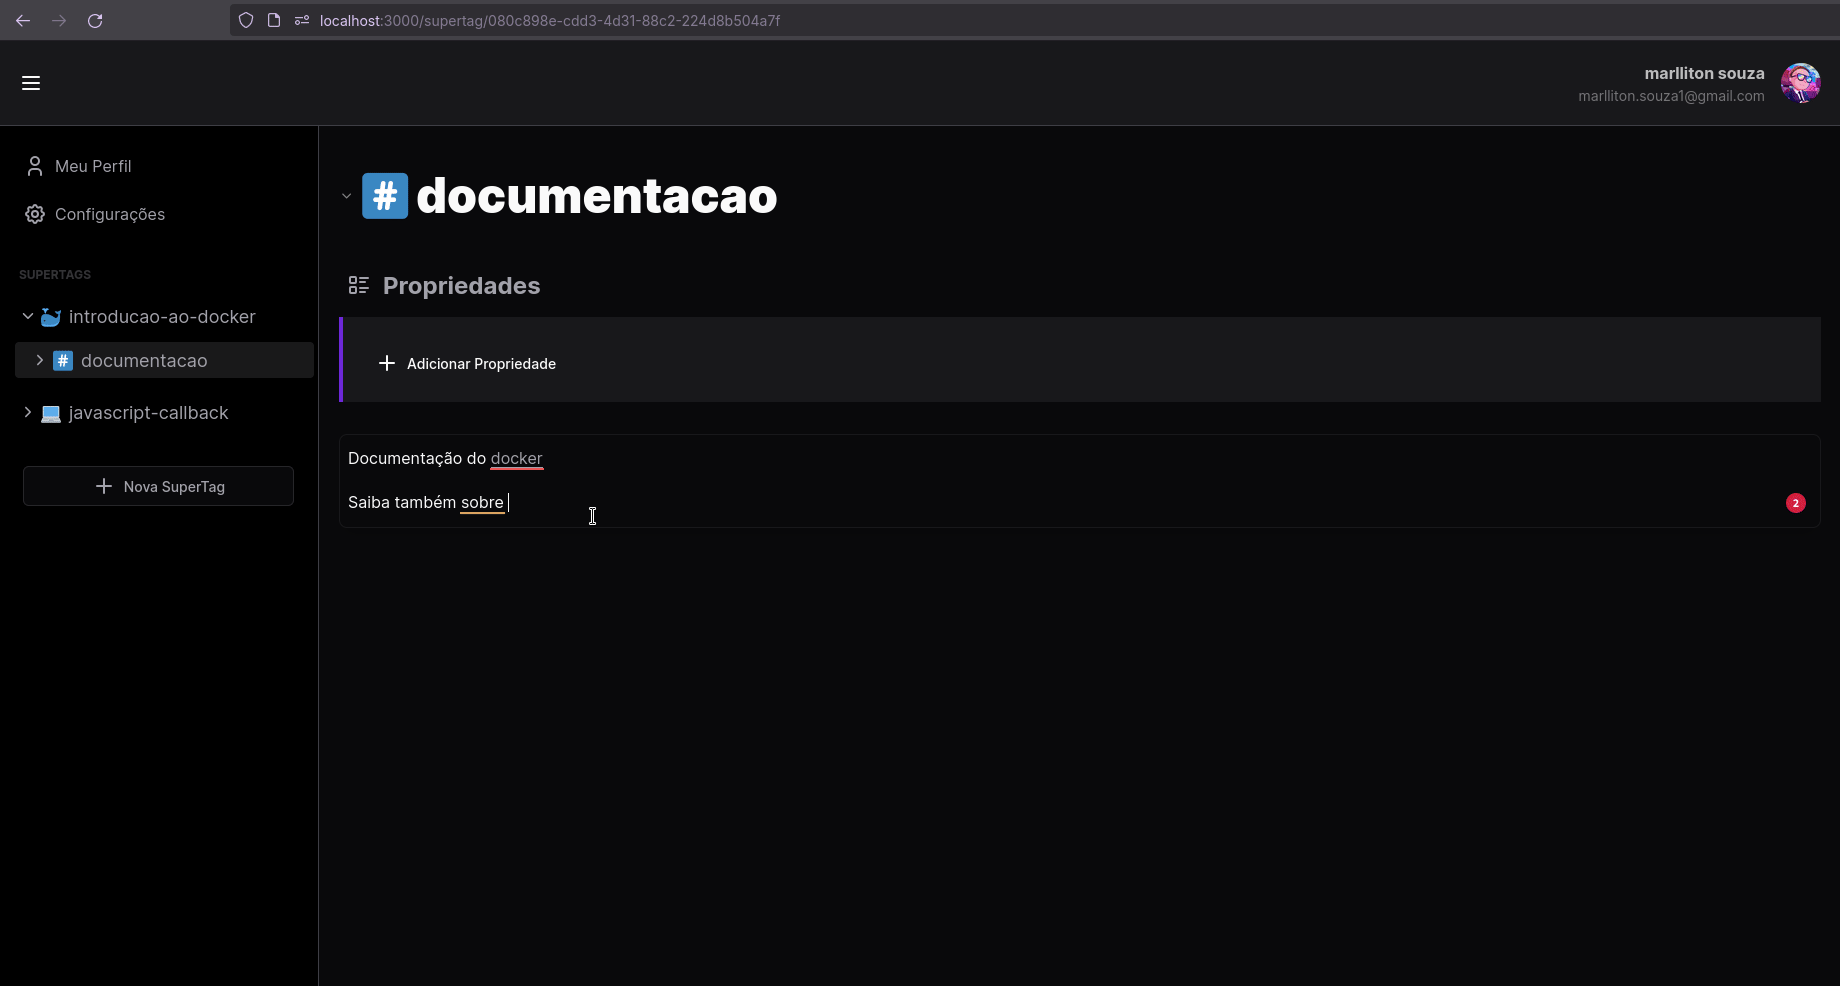 localhost:3000/supertag/080c898e-cdd3-4d31-88c2-224d8b504a7f
marlliton souza
marlliton.souza1@gmail.com
Meu Perfil
Configurações
SUPERTAGS
introducao-ao-docker
# documentacao
javascript-callback
Nova SuperTag
# documentacao
Propriedades
Adicionar Propriedade
Documentação do docker
Saiba também sobre
2